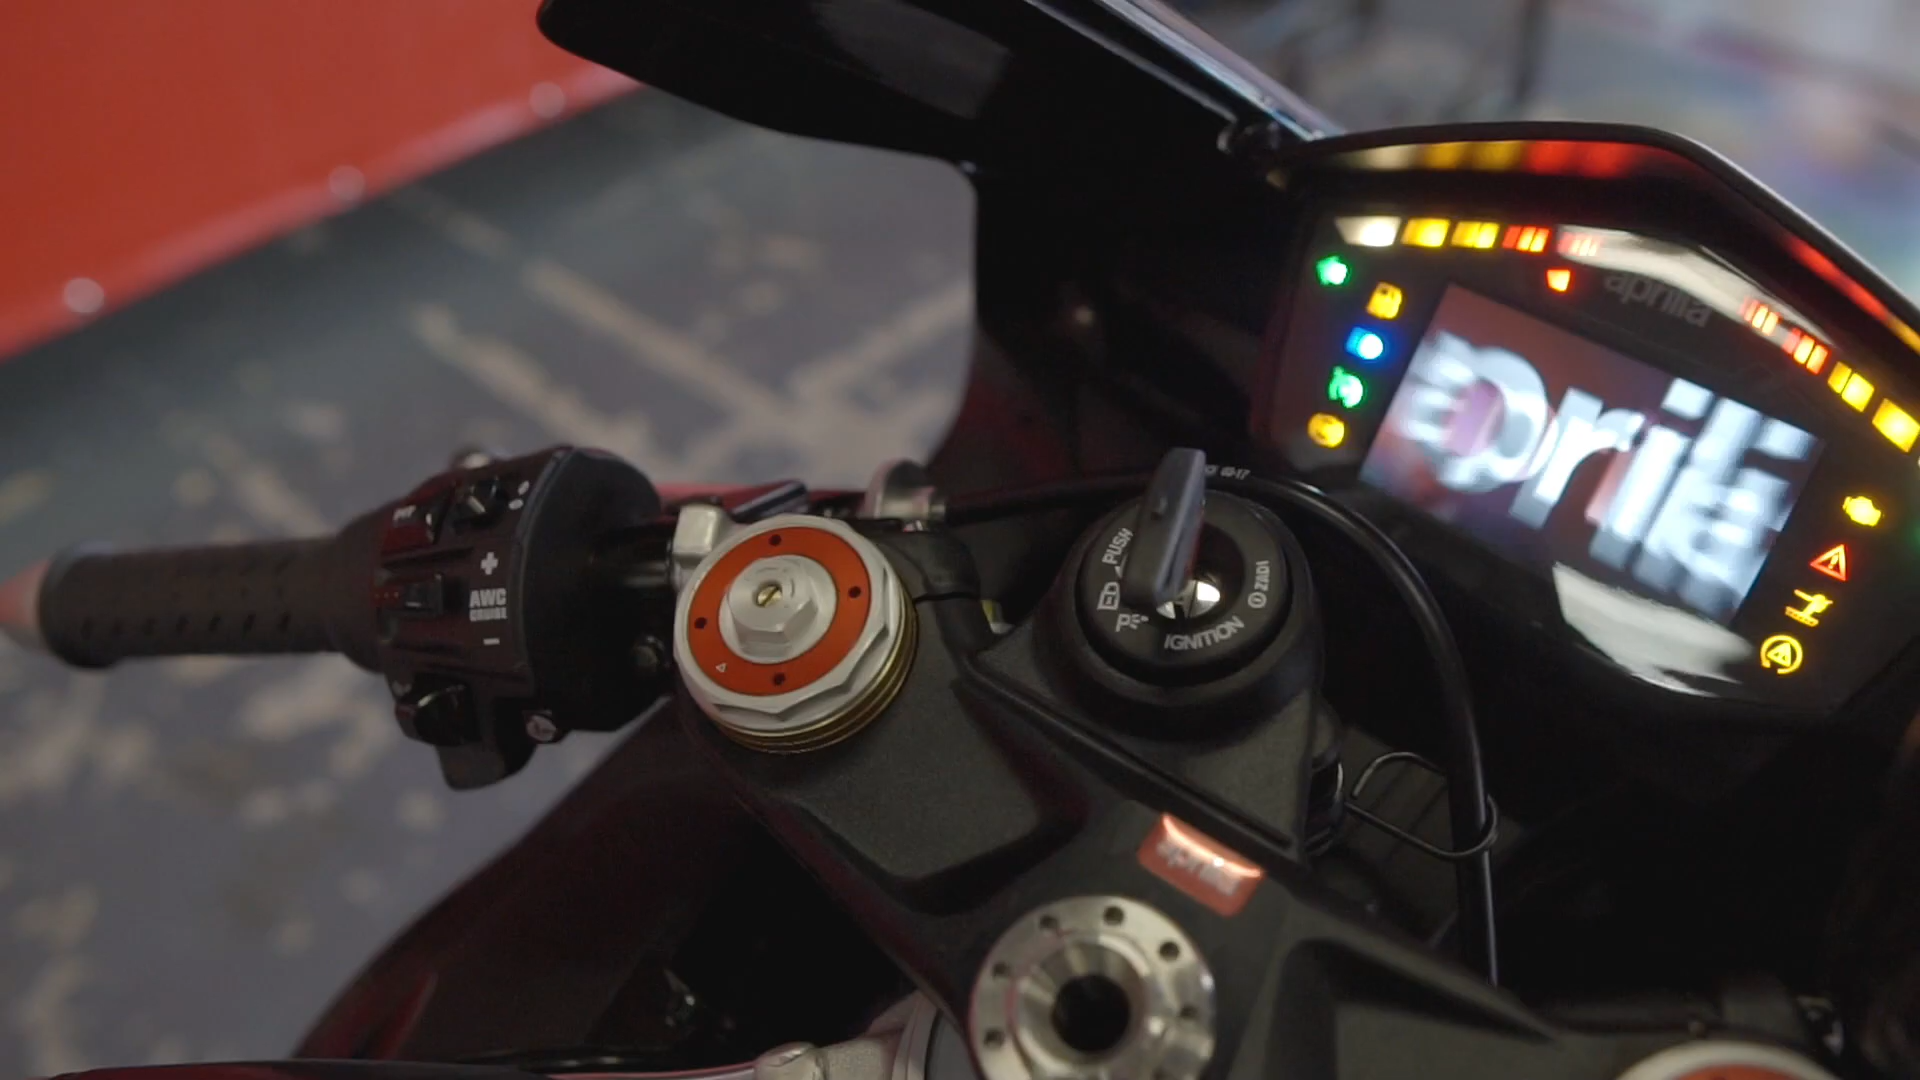 aprilia
aprilia
AWC
CRUISE
PUSH
ZADI
IGNITION
P
aprilia